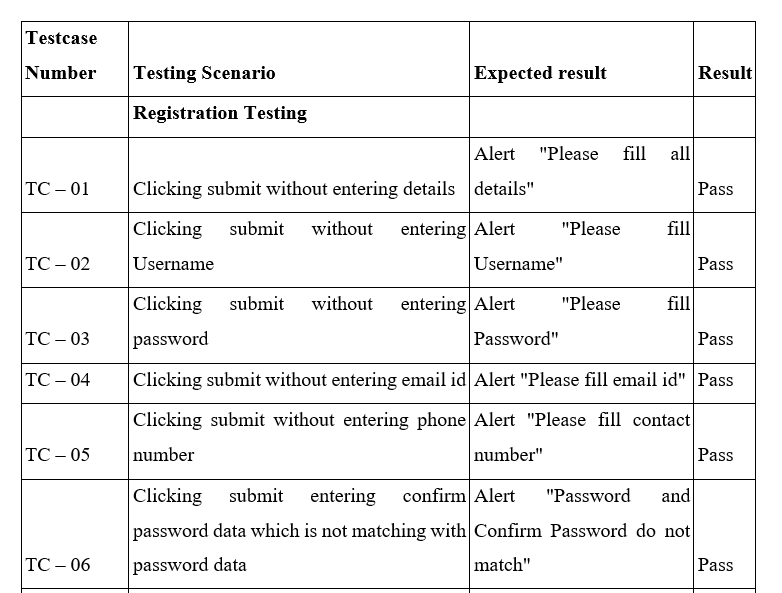 Testcase
Number Testing Scenario Expected result Result
Registration Testing
Alert "Please fill all
TC – 01 Clicking submit without entering details details" Pass
Clicking submit without entering Alert "Please fill
TC – 02 Username Username" Pass
Clicking submit without entering Alert "Please fill
TC – 03 password Password" Pass
TC – 04 Clicking submit without entering email id Alert "Please fill email id" Pass
Clicking submit without entering phone Alert "Please fill contact
TC – 05 number number" Pass
Clicking submit entering confirm Alert "Password and
password data which is not matching with Confirm Password do not
TC – 06 password data match" Pass